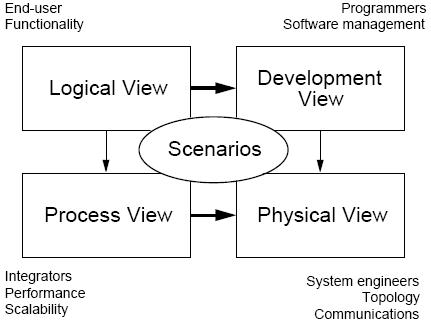 End-user
Functionality
Programmers
Software management
Logical View
Development
View
Scenarios
Process View
Physical View
Integrators
Performance
Scalability
System engineers
Topology
Communications